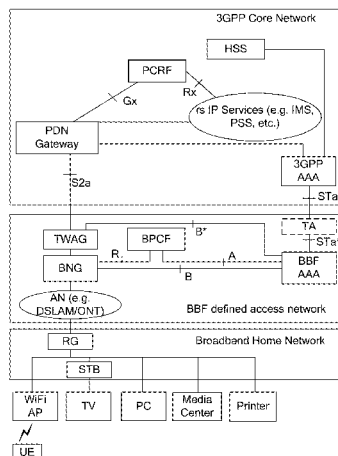 3GPP Core Network
HSS
PCRF
Gx
Rx
rs IP Services (e.g. IMS,
PSS, etc.)
PDN
Gateway
3GPP
AAA
S2a
STa
TA
STa
TWAG
B*
BPCF
R
A
BNG
B
BBF
AAA
AN (e.g.
DSLAM/ONT)
BBF defined access network
RG
Broadband Home Network
STB
WiFi
AP
TV
PC
Media
Center
Printer
UE